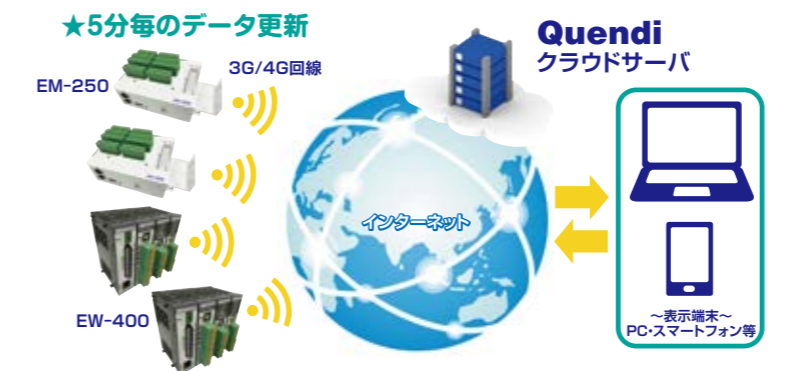 ★5分毎のデータ更新
EM-250
3G/4G回線
Quendi
クラウドサーバ
インターネット
EW-400
～表示端末～
PC・スマートフォン等